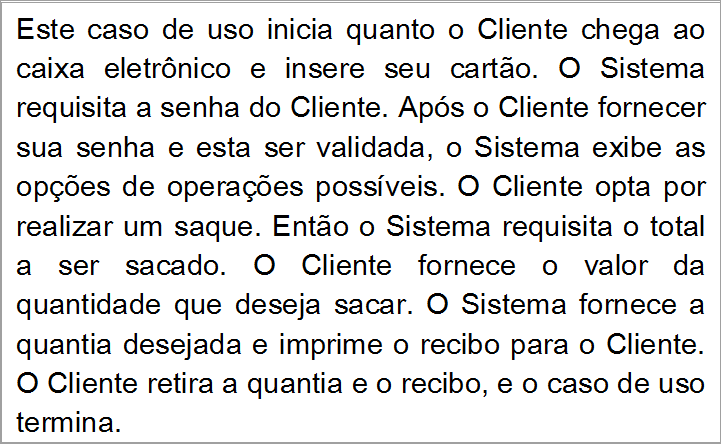 Este caso de uso inicia quanto o Cliente chega ao
caixa eletrônico e insere seu cartão. O Sistema
requisita a senha do Cliente. Após o Cliente fornecer
sua senha e esta ser validada, o Sistema exibe as
opções de operações possíveis. O Cliente opta por
realizar um saque. Então o Sistema requisita o total
a ser sacado. O Cliente fornece o valor da
quantidade que deseja sacar. O Sistema fornece a
quantia desejada e imprime o recibo para o Cliente.
O Cliente retira a quantia e o recibo, e o caso de uso
termina.